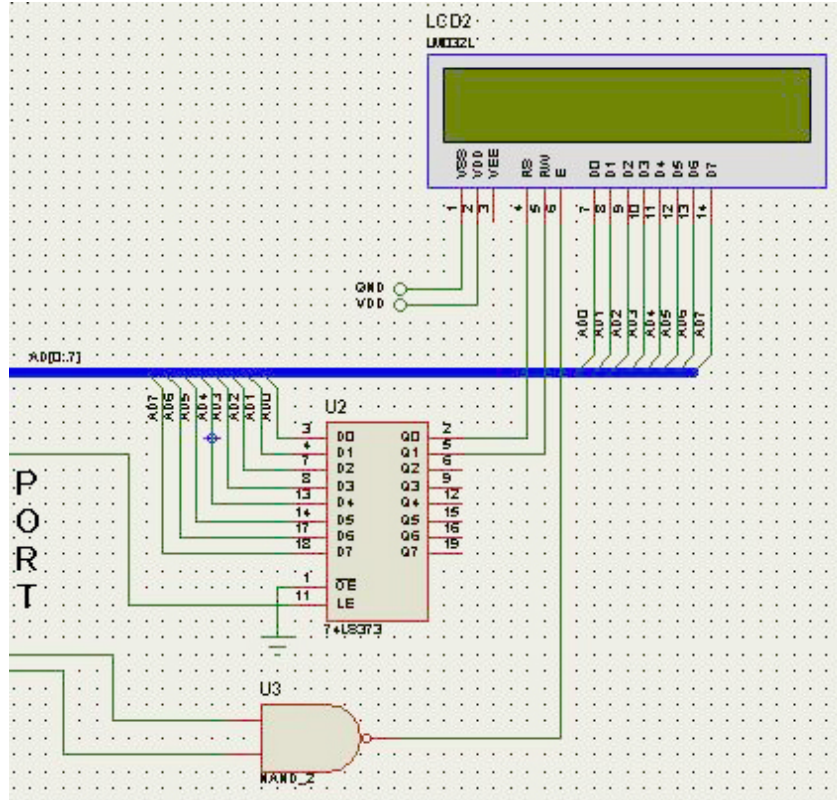 LCD2
LM032L
VSS VDD VEE RS RW E D0 D1 D2 D3 D4 D5 D6 D7
1 2 3 4 5 6 7 8 9 10 11 12 13 14
GND
VDD
AD0 AD1 AD2 AD3 AD4 AD5 AD6 AD7
AD[0..7]
AD7 AD6 AD5 AD4 AD3 AD2 AD1 AD0
U2
3 D0 Q0 2
4 D1 Q1 5
7 D2 Q2 6
8 D3 Q3 9
13 D4 Q4 12
14 D5 Q5 15
17 D6 Q6 16
18 D7 Q7 19
1 OE
11 LE
74LS373
P
O
R
T
U3
NAND_2